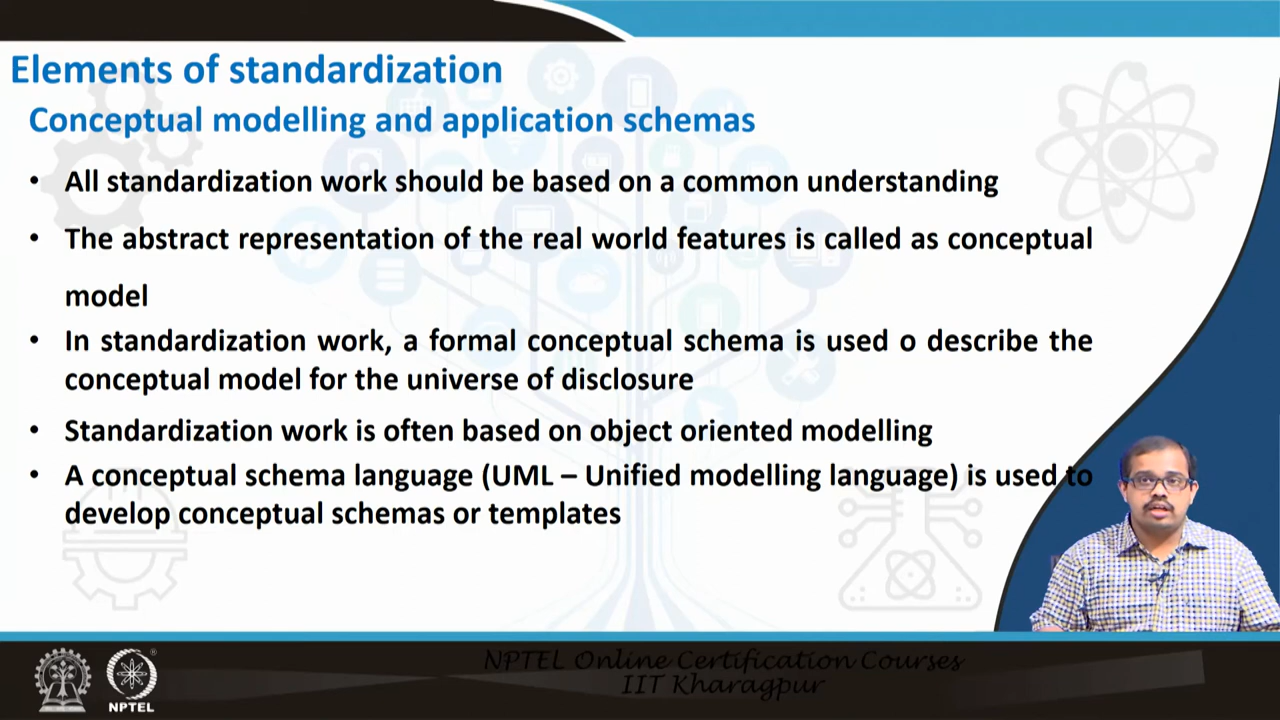 Elements of standardization
Conceptual modelling and application schemas
• All standardization work should be based on a common understanding
• The abstract representation of the real world features is called as conceptual
model
• In standardization work, a formal conceptual schema is used o describe the
conceptual model for the universe of disclosure
• Standardization work is often based on object oriented modelling
• A conceptual schema language (UML – Unified modelling language) is used to
develop conceptual schemas or templates
NPTEL Online Certification Courses
IIT Kharagpur
NPTEL